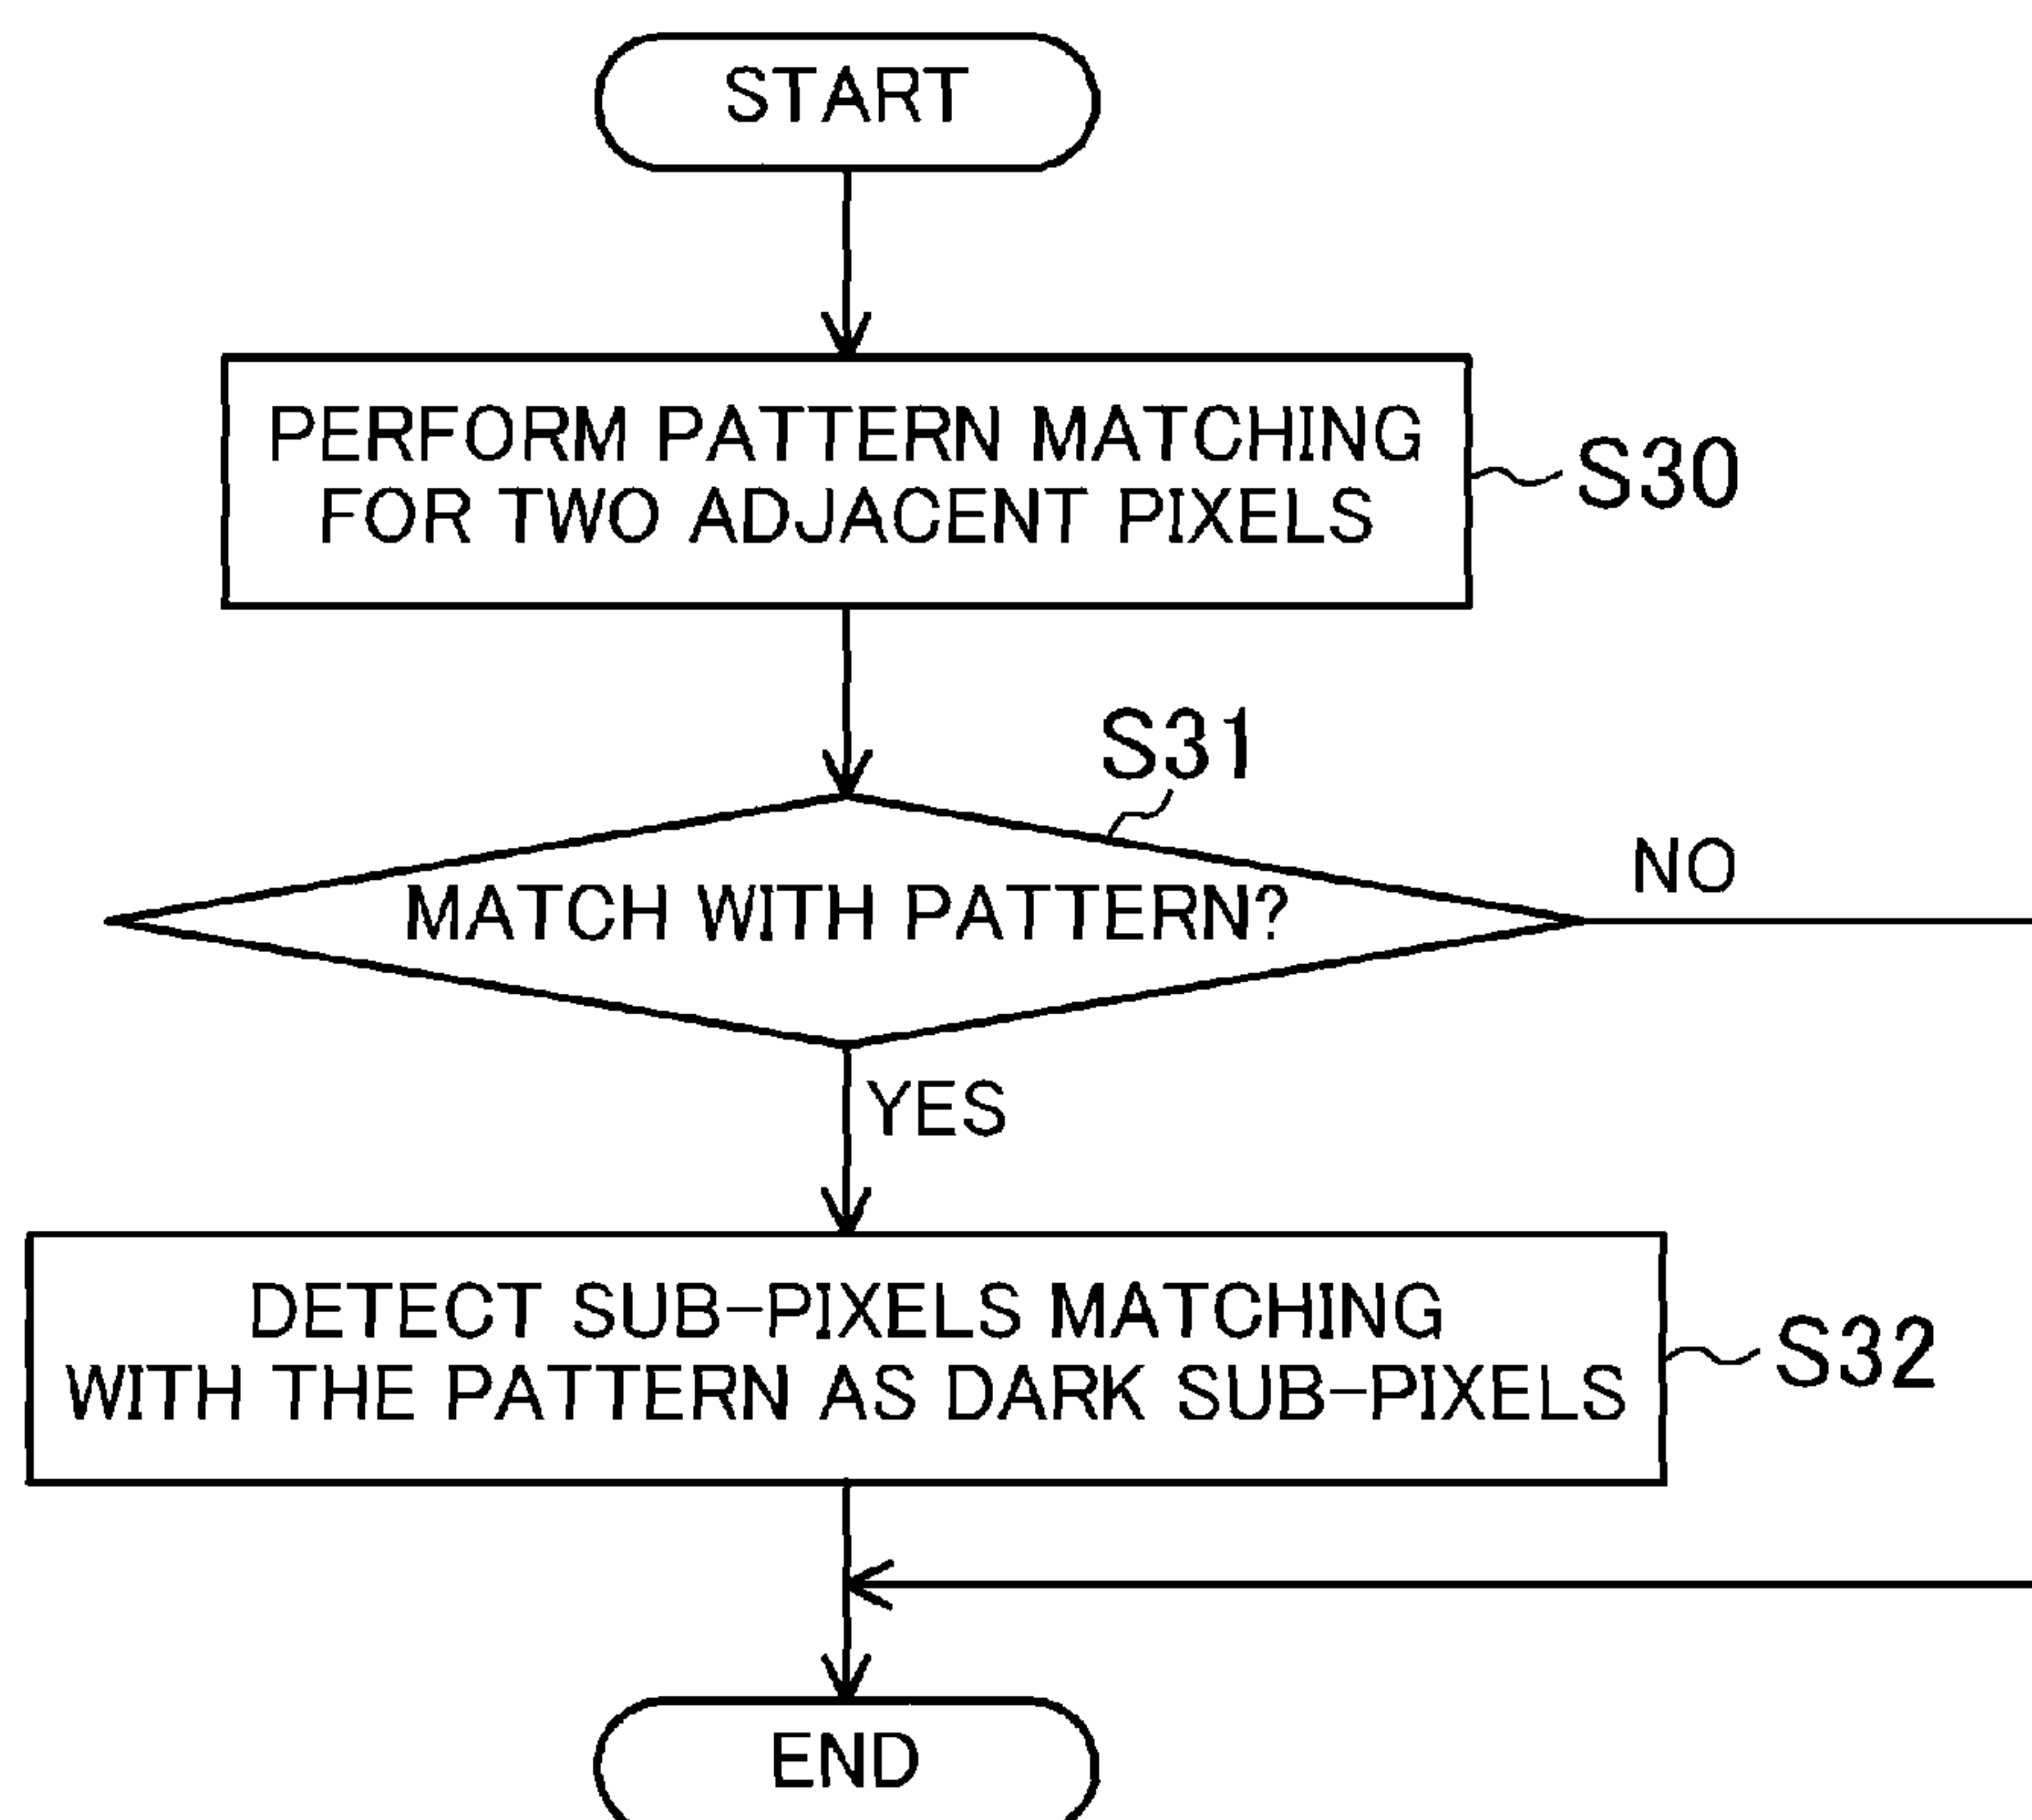 START
PERFORM PATTERN MATCHING
FOR TWO ADJACENT PIXELS
S30
S31
MATCH WITH PATTERN?
NO
YES
DETECT SUB-PIXELS MATCHING
WITH THE PATTERN AS DARK SUB-PIXELS
S32
END